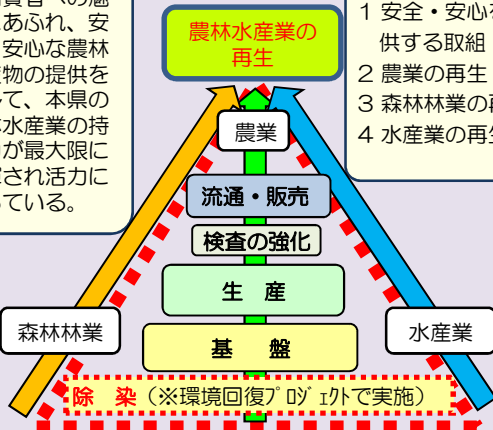 にあふれ、安
安心な農林
産物の提供を
て、本県の
水産業の持
が最大限に
され活力に
ている。
農林水産業の
再生
1 安全・安心を
供する取組
2 農業の再生
3 森林林業の再
4 水産業の再生
農業
流通・販売
検査の強化
生 産
森林林業
水産業
基 盤
除 染(※環境回復プロジェクトで実施)